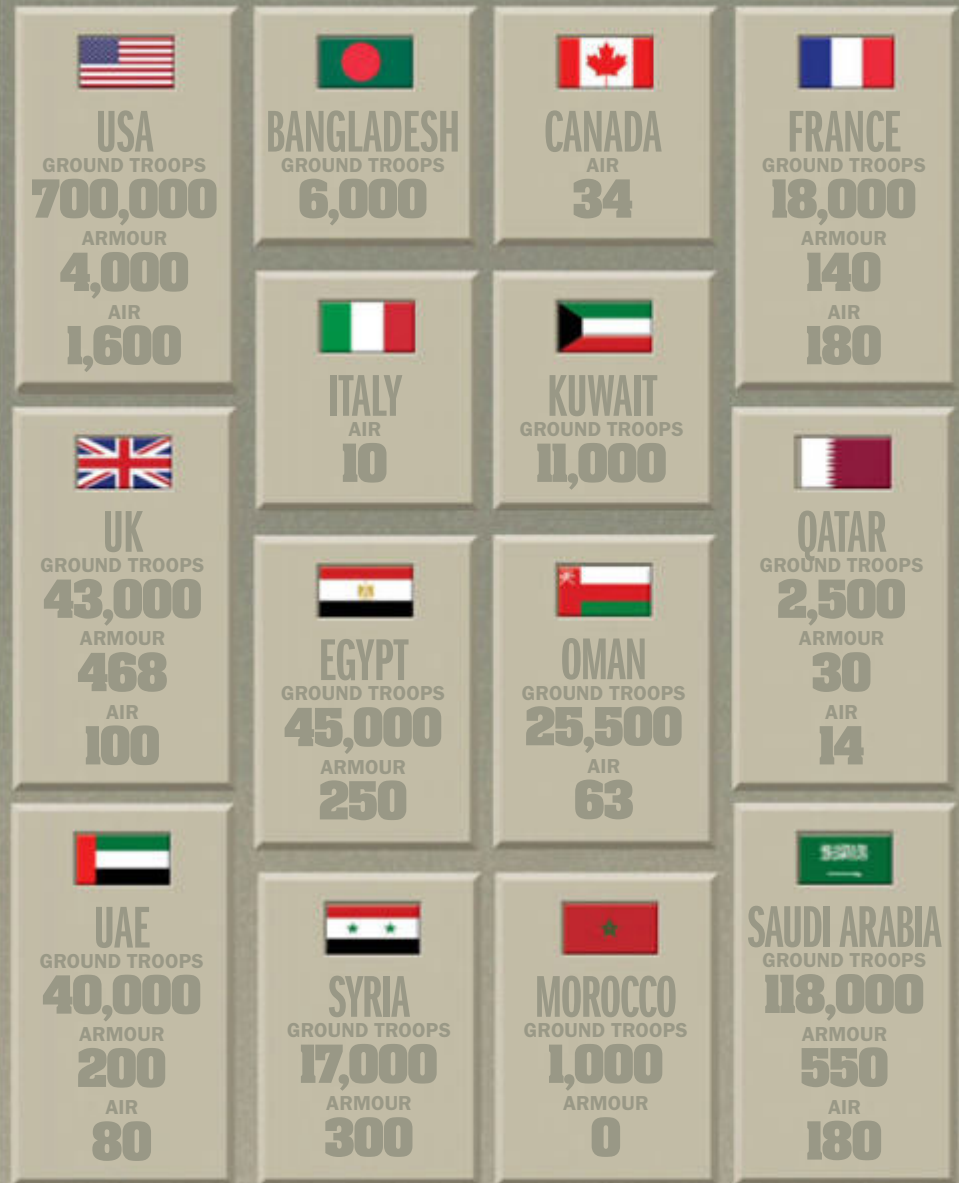 USA
GROUND TROOPS
700,000
ARMOUR
4,000
AIR
1,600
BANGLADESH
GROUND TROOPS
6,000
CANADA
AIR
34
FRANCE
GROUND TROOPS
18,000
ARMOUR
140
AIR
180
ITALY
AIR
10
KUWAIT
GROUND TROOPS
11,000
UK
GROUND TROOPS
43,000
ARMOUR
468
AIR
100
EGYPT
GROUND TROOPS
45,000
ARMOUR
250
OMAN
GROUND TROOPS
25,500
AIR
63
QATAR
GROUND TROOPS
2,500
ARMOUR
30
AIR
14
UAE
GROUND TROOPS
40,000
ARMOUR
200
AIR
80
SYRIA
GROUND TROOPS
17,000
ARMOUR
300
MOROCCO
GROUND TROOPS
1,000
ARMOUR
0
SAUDI ARABIA
GROUND TROOPS
118,000
ARMOUR
550
AIR
180